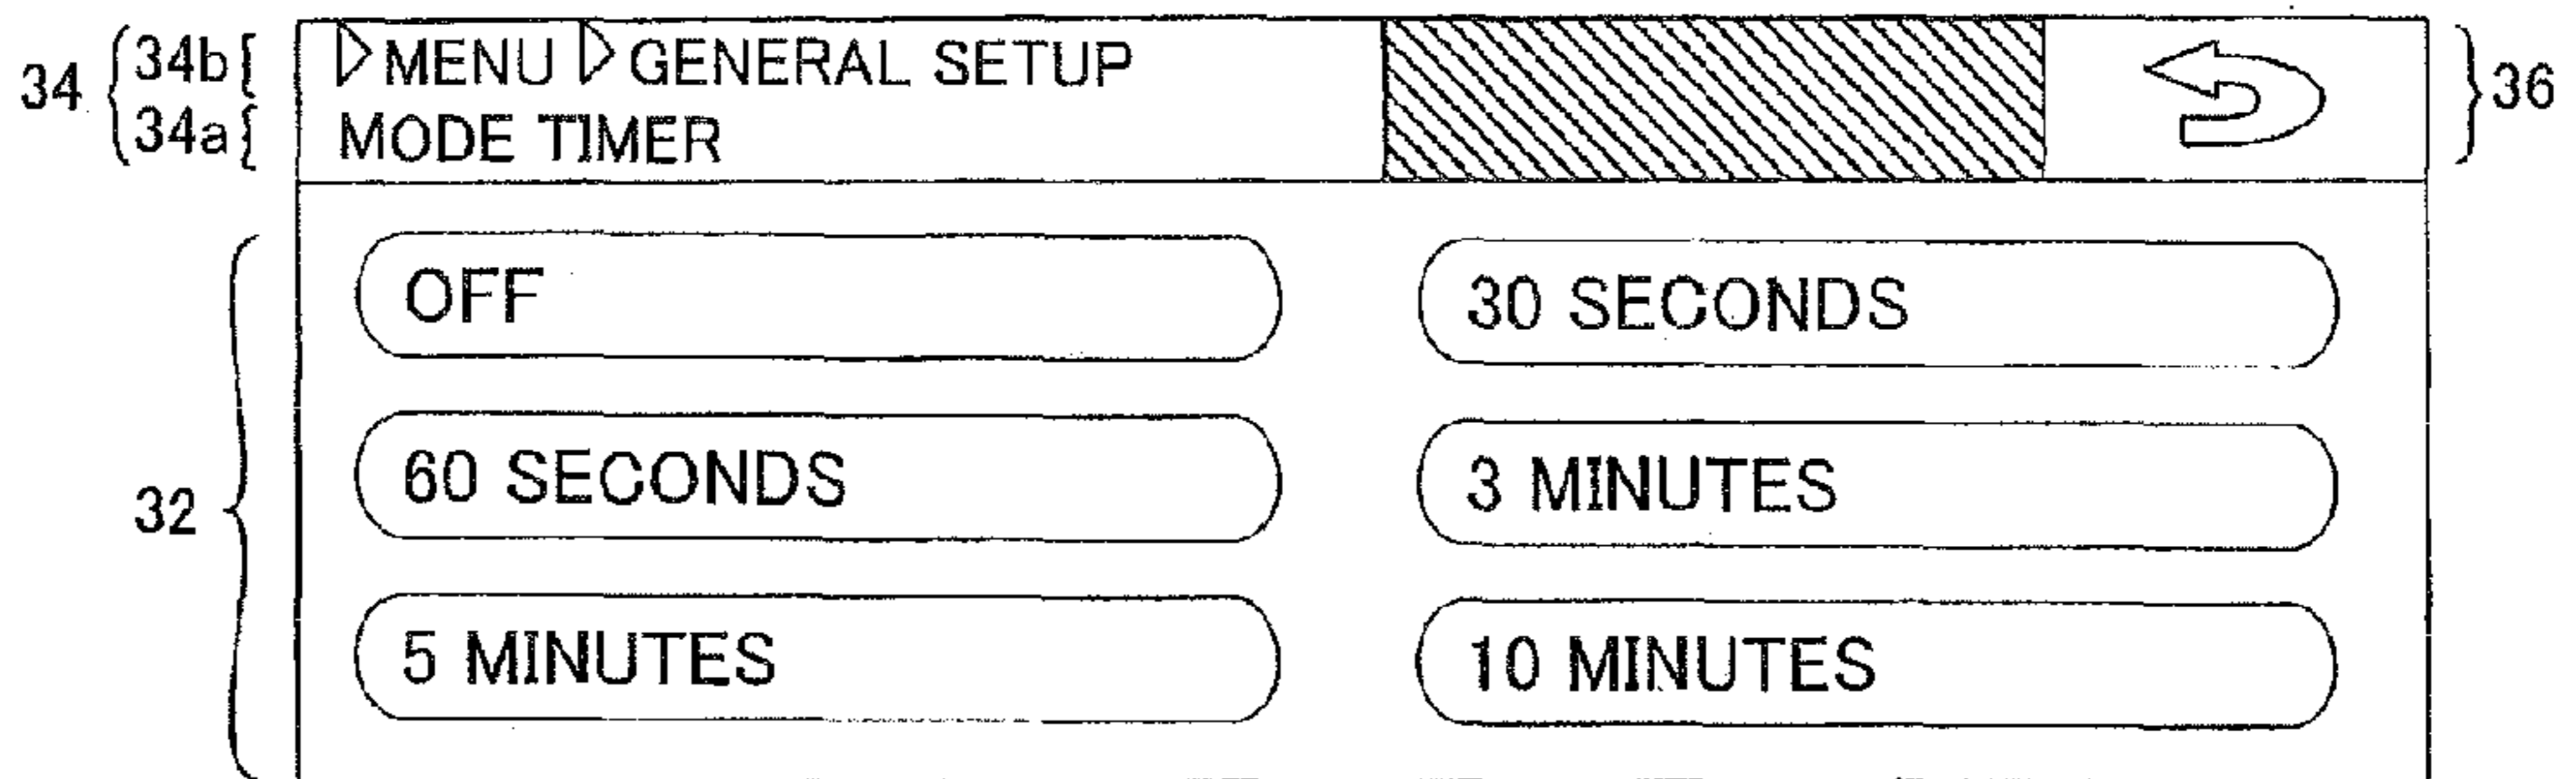 34 34b ▷MENU ▷GENERAL SETUP 36
34a MODE TIMER
OFF 30 SECONDS
32 60 SECONDS 3 MINUTES
5 MINUTES 10 MINUTES